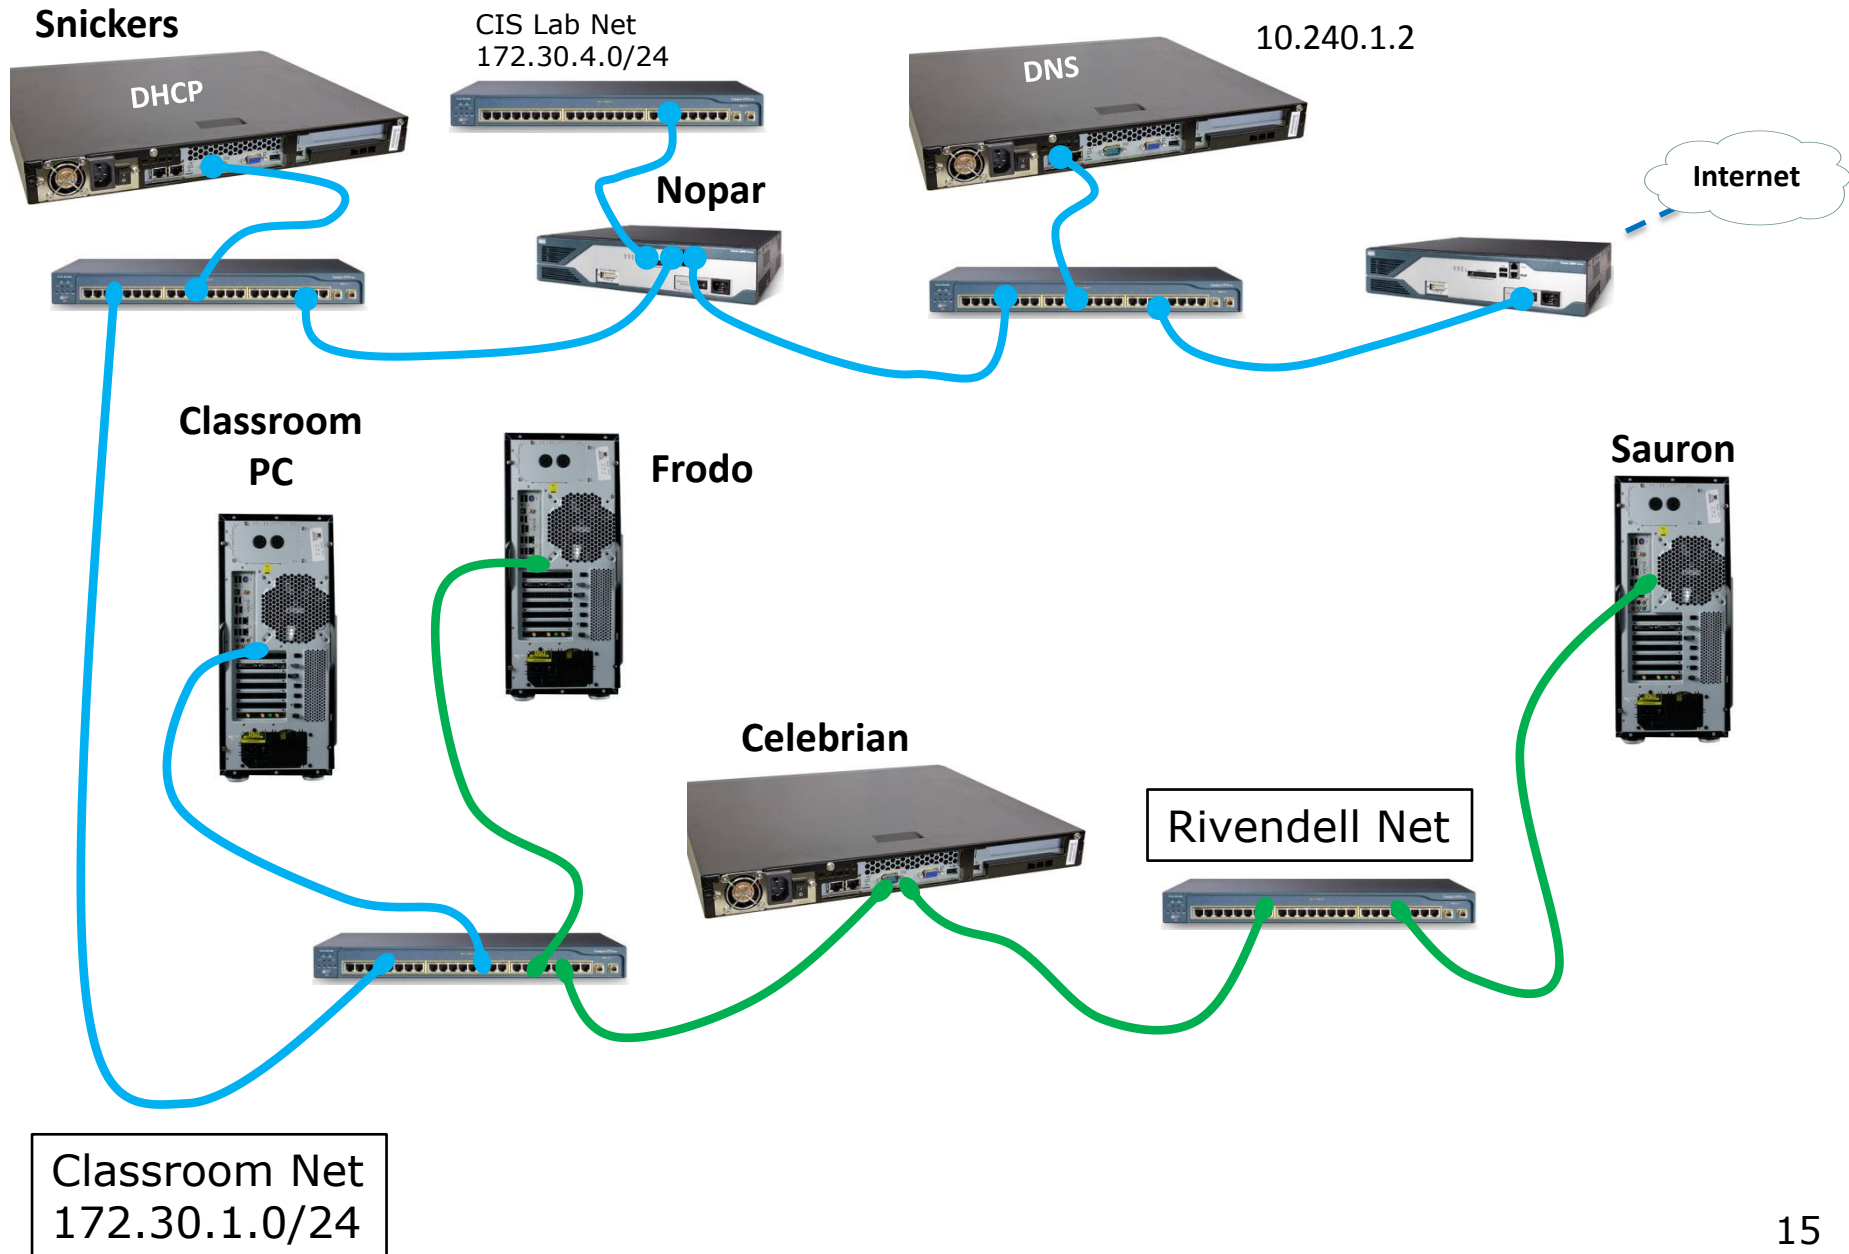 Snickers
CIS Lab Net
172.30.4.0/24
10.240.1.2
DHCP
DNS
Nopar
Internet
Classroom
PC
Frodo
Sauron
Celebrian
Rivendell Net
Classroom Net
172.30.1.0/24
15